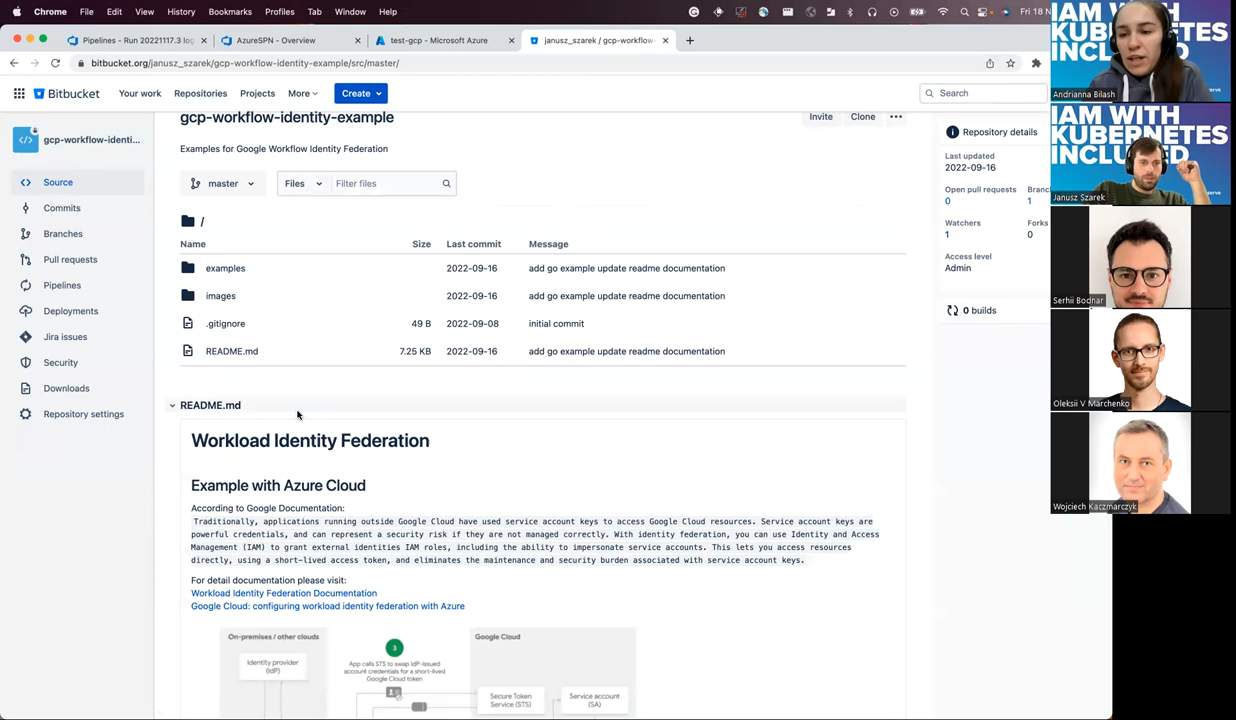 Chrome File Edit View History Bookmarks Profiles Tab Window Help
Fri 18 N
Pipelines - Run 20221117.3 log
AzureSPN - Overview
test-gcp - Microsoft Azure
janusz_szarek / gcp-workflow-
bitbucket.org/janusz_szarek/gcp-workflow-identity-example/src/master/
Bitbucket
Your work
Repositories
Projects
More
Create
Search
gcp-workflow-identi...
Source
Commits
Branches
Pull requests
Pipelines
Deployments
Jira issues
Security
Downloads
Repository settings
gcp-workflow-identity-example
Invite
Clone
Examples for Google Workflow Identity Federation
master
Files
Filter files
/
Name Size Last commit Message
examples 2022-09-16 add go example update readme documentation
images 2022-09-16 add go example update readme documentation
.gitignore 49 B 2022-09-08 initial commit
README.md 7.25 KB 2022-09-16 add go example update readme documentation
README.md
Workload Identity Federation
Example with Azure Cloud
According to Google Documentation:
Traditionally, applications running outside Google Cloud have used service account keys to access Google Cloud resources. Service account keys are
powerful credentials, and can represent a security risk if they are not managed correctly. With identity federation, you can use Identity and Access
Management (IAM) to grant external identities IAM roles, including the ability to impersonate service accounts. This lets you access resources
directly, using a short-lived access token, and eliminates the maintenance and security burden associated with service account keys.
For detail documentation please visit:
Workload Identity Federation Documentation
Google Cloud: configuring workload identity federation with Azure
On-premises / other clouds
Identity provider
(IdP)
3
App calls STS to swap IdP-issued
account credentials for a short-lived
Google Cloud token
Google Cloud
Secure Token
Service (STS)
Service account
(SA)
Repository details
Last updated
2022-09-16
Open pull requests
0
Branc
1
Watchers
1
Forks
0
Access level
Admin
0 builds
IAM WITH
KUBERNETES
INCLUDED
Andrianna Bilash
IAM WITH
KUBERNETES
INCL
Janusz Szarek
Serhii Bodnar
Oleksii V Marchenko
Wojciech Kaczmarczyk